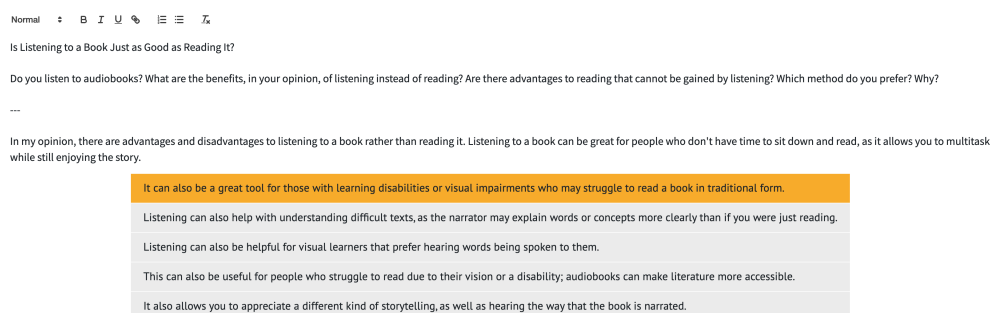 Normal B I U
Is Listening to a Book Just as Good as Reading It?
Do you listen to audiobooks? What are the benefits, in your opinion, of listening instead of reading? Are there advantages to reading that cannot be gained by listening? Which method do you prefer? Why?
---
In my opinion, there are advantages and disadvantages to listening to a book rather than reading it. Listening to a book can be great for people who don't have time to sit down and read, as it allows you to multitask
while still enjoying the story.
It can also be a great tool for those with learning disabilities or visual impairments who may struggle to read a book in traditional form.
Listening can also help with understanding difficult texts, as the narrator may explain words or concepts more clearly than if you were just reading.
Listening can also be helpful for visual learners that prefer hearing words being spoken to them.
This can also be useful for people who struggle to read due to their vision or a disability; audiobooks can make literature more accessible.
It also allows you to appreciate a different kind of storytelling, as well as hearing the way that the book is narrated.